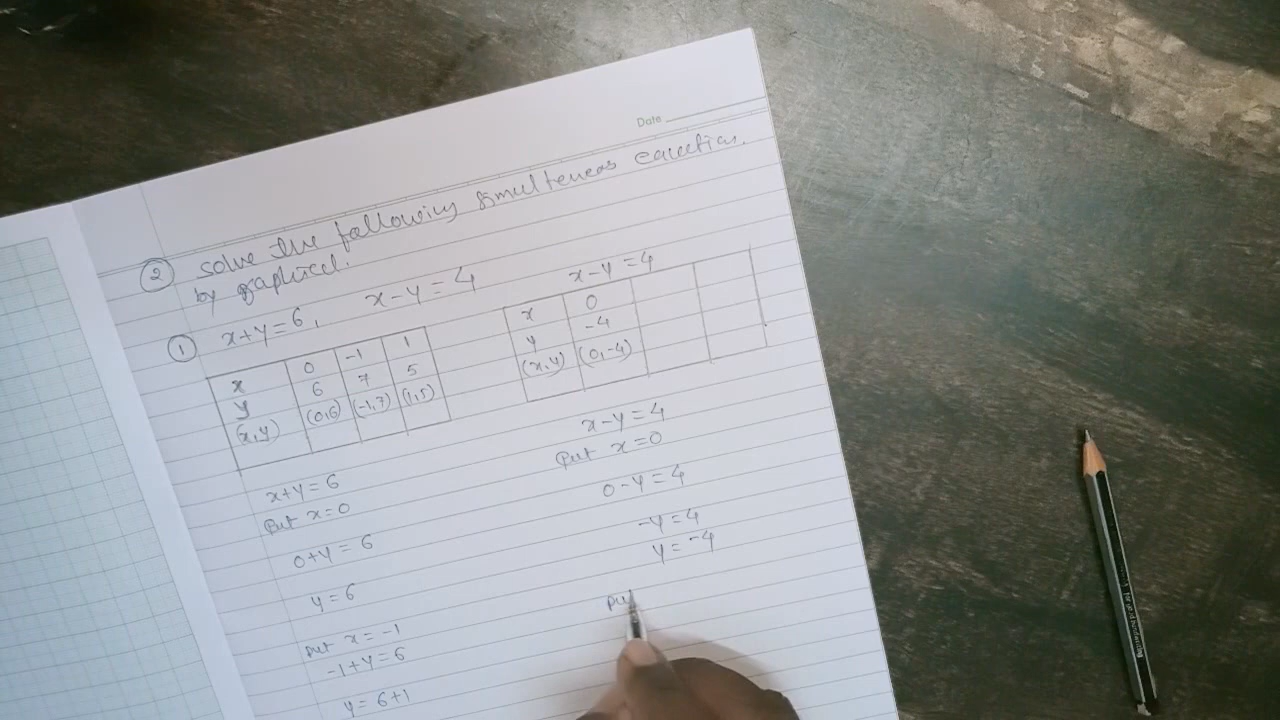 Date
② solve the following simulteneos equation.
by graphical.
① x+y=6, x-y=4
x 0 -1 1
y 6 7 5
(x,y) (0,6) (-1,7) (1,5)
x-y=4
x 0
y -4
(x,y) (0,-4)
x+y=6
Put x=0
0+y=6
y=6
Put x=-1
-1+y=6
y=6+1
x-y=4
Put x=0
0-y=4
-y=4
y=-4
pu